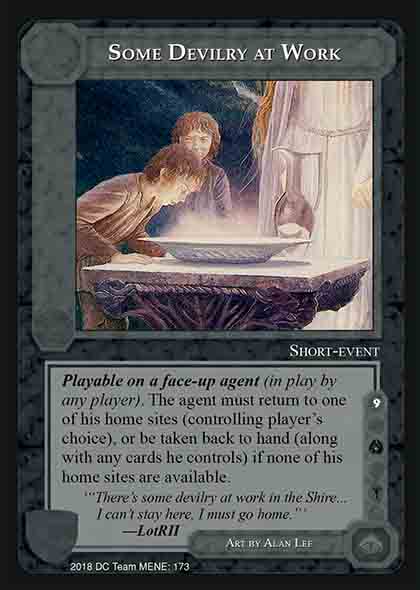 Some Devilry at Work
Short-event
Playable on a face-up agent (in play by
any player). The agent must return to one
of his home sites (controlling player's
choice), or be taken back to hand (along
with any cards he controls) if none of his
home sites are available.
9
'"There's some devilry at work in the Shire...
I can't stay here, I must go home."'
—LotRII
Art by Alan Lee
2018 DC Team MENE: 173